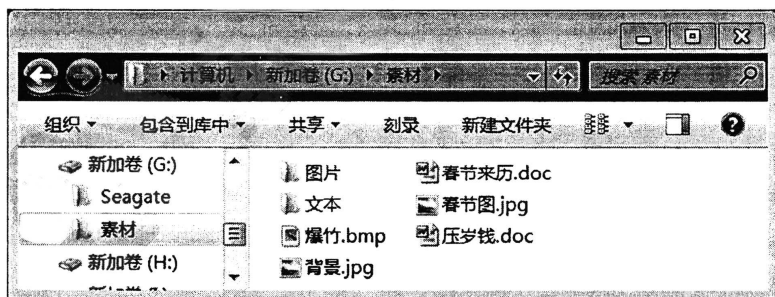 计算机 ▸ 新加卷 (G:) ▸ 素材 ▸ 搜索 素材
组织 包含到库中 共享 刻录 新建文件夹
新加卷 (G:)
Seagate
素材
新加卷 (H:)
图片
文本
爆竹.bmp
背景.jpg
春节来历.doc
春节图.jpg
压岁钱.doc